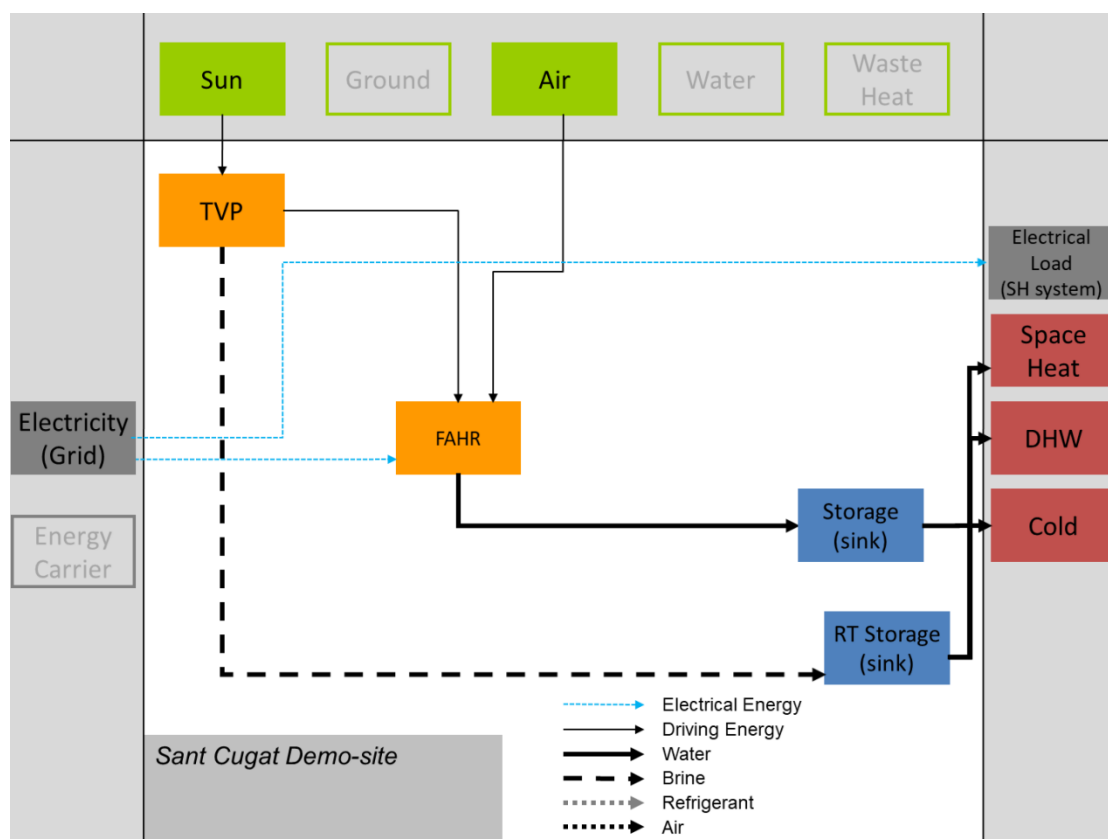 Sun
Ground
Air
Water
Waste
Heat
TVP
Electrical
Load
(SH system)
Space
Heat
Electricity
(Grid)
FAHR
DHW
Storage
(sink)
Cold
Energy
Carrier
RT Storage
(sink)
Electrical Energy
Driving Energy
Water
Brine
Refrigerant
Air
Sant Cugat Demo-site